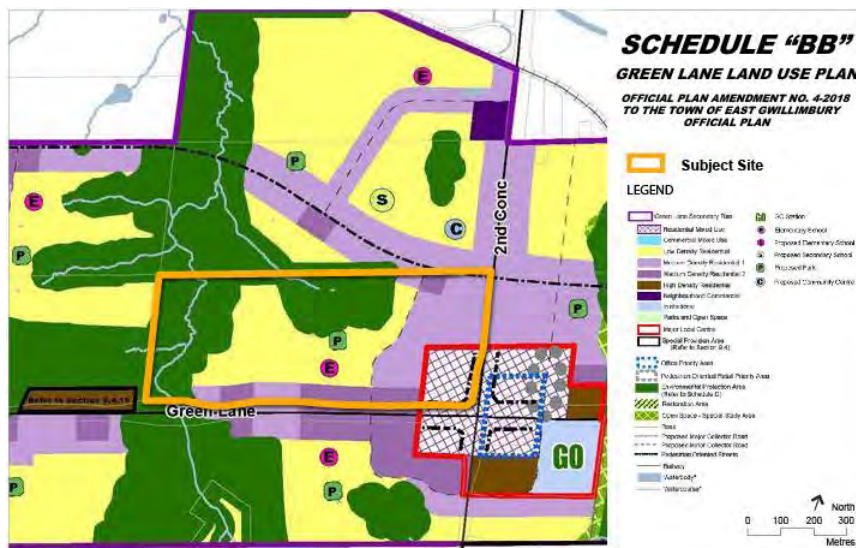 SCHEDULE "BB"
GREEN LANE LAND USE PLAN
OFFICIAL PLAN AMENDMENT NO. 4-2018
TO THE TOWN OF EAST GWILLIMBURY
OFFICIAL PLAN
Subject Site
LEGEND
Green Lane Secondary Plan
Residential Mixed Use
Commercial Mixed Use
Low Density Residential
Medium Density Residential 1
Medium Density Residential 2
High Density Residential
Neighbourhood Commercial
Institutional
Parks and Open Space
Major Local Centre
Special Provision Area
(Refer to Section 9.4)
Office Priority Area
Pedestrian Oriented Retail Priority Area
Environmental Protection Area
(Refer to Schedule D)
Restoration Area
Open Space - Special Study Area
Proposed Major Collector Road
Proposed Minor Collector Road
Pedestrian Oriented Streets
Railway
Waterbody*
Watercourse*
GO GO Station
E Elementary School
E Proposed Elementary School
S Proposed Secondary School
P Proposed Park
C Proposed Community Centre
E
P
E
S
C
2nd Conc
P
P
P
P
E
Green Lane
E
P
P
GO
North
0 100 200 300
Metres